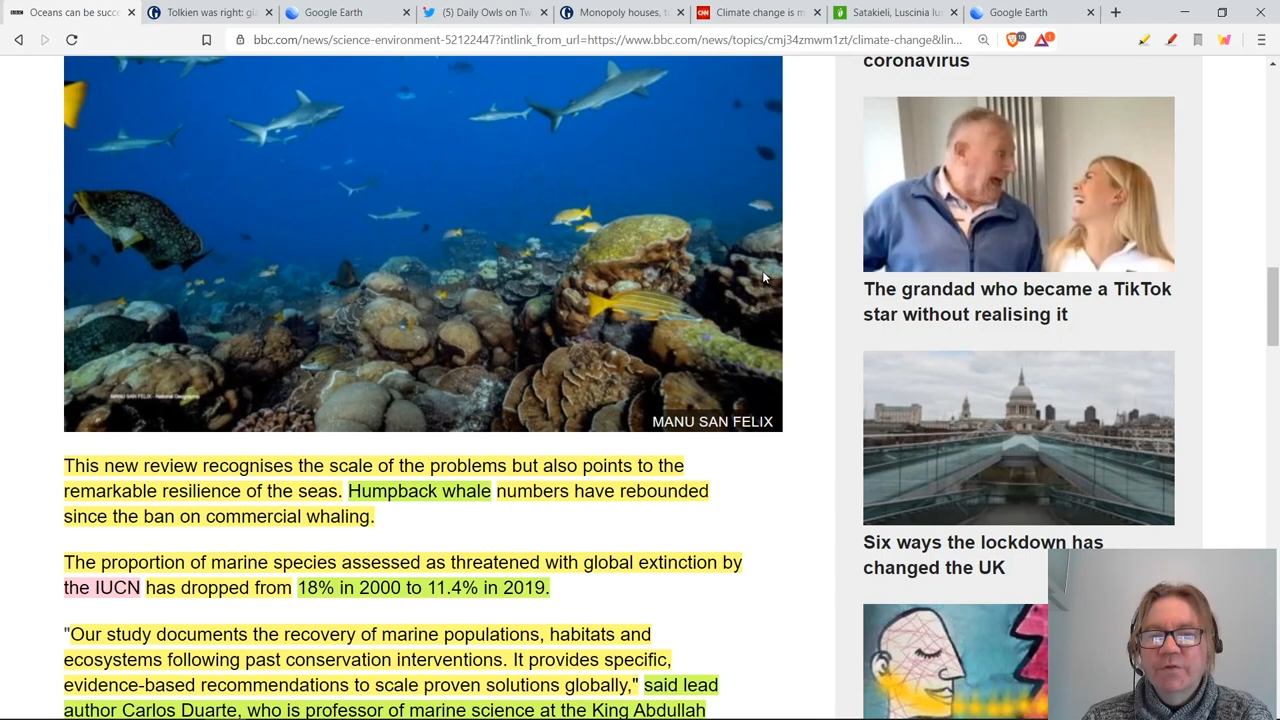 Oceans can be succ
Tolkien was right: gi
Google Earth
(5) Daily Owls on Tw
Monopoly houses, t
Climate change is m
Satakieli, Luscinia lus
Google Earth
bbc.com/news/science-environment-52122447?intlink_from_url=https://www.bbc.com/news/topics/cmj34zmwm1zt/climate-change&lin...
coronavirus
The grandad who became a TikTok
star without realising it
MANU SAN FELIX
This new review recognises the scale of the problems but also points to the
remarkable resilience of the seas. Humpback whale numbers have rebounded
since the ban on commercial whaling.
The proportion of marine species assessed as threatened with global extinction by
the IUCN has dropped from 18% in 2000 to 11.4% in 2019.
"Our study documents the recovery of marine populations, habitats and
ecosystems following past conservation interventions. It provides specific,
evidence-based recommendations to scale proven solutions globally," said lead
author Carlos Duarte, who is professor of marine science at the King Abdullah
Six ways the lockdown has
changed the UK